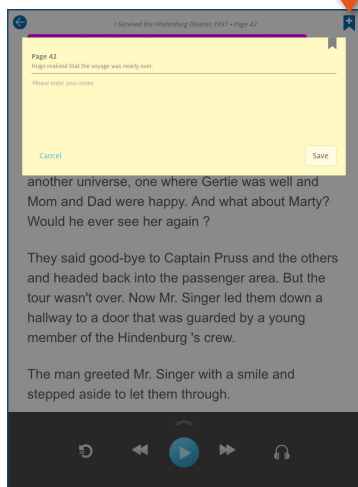 I Survived the Hindenburg Disaster 1937 • Page 42
Page 42
Hugo realized that the voyage was nearly over.
Please enter your notes
Cancel
Save
another universe, one where Gertie was well and
Mom and Dad were happy. And what about Marty?
Would he ever see her again ?
They said good-bye to Captain Pruss and the others
and headed back into the passenger area. But the
tour wasn't over. Now Mr. Singer led them down a
hallway to a door that was guarded by a young
member of the Hindenburg 's crew.
The man greeted Mr. Singer with a smile and
stepped aside to let them through.